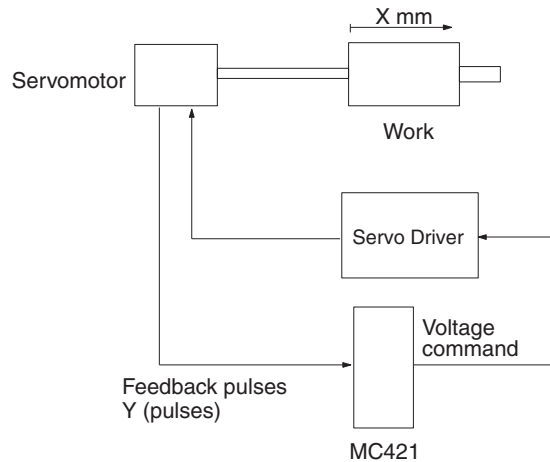 X mm
Servomotor
Work
Servo Driver
Voltage
command
Feedback pulses
Y (pulses)
MC421